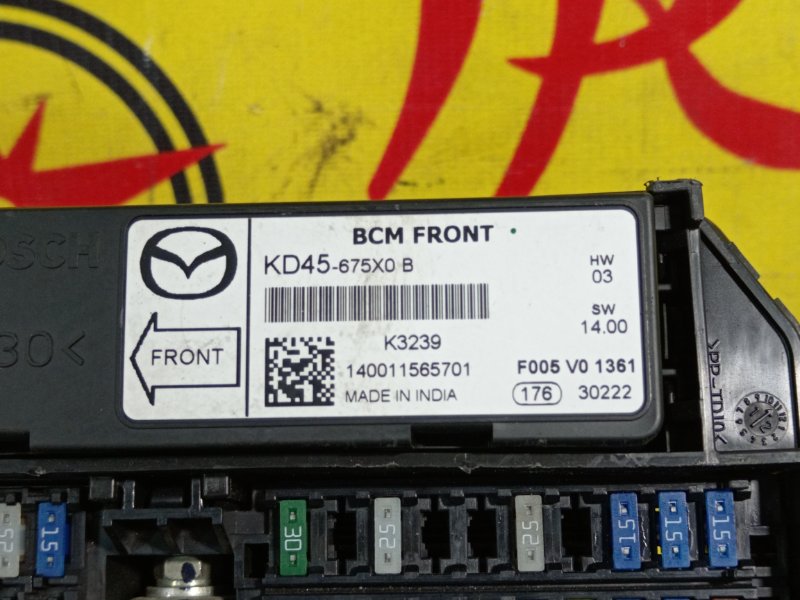 BCM FRONT
KD45-675X0 B
HW
03
SW
14.00
FRONT
K3239
140011565701
F005 V0 1361
MADE IN INDIA
176 30222
30<
25
15
30
25
25
15
15
15